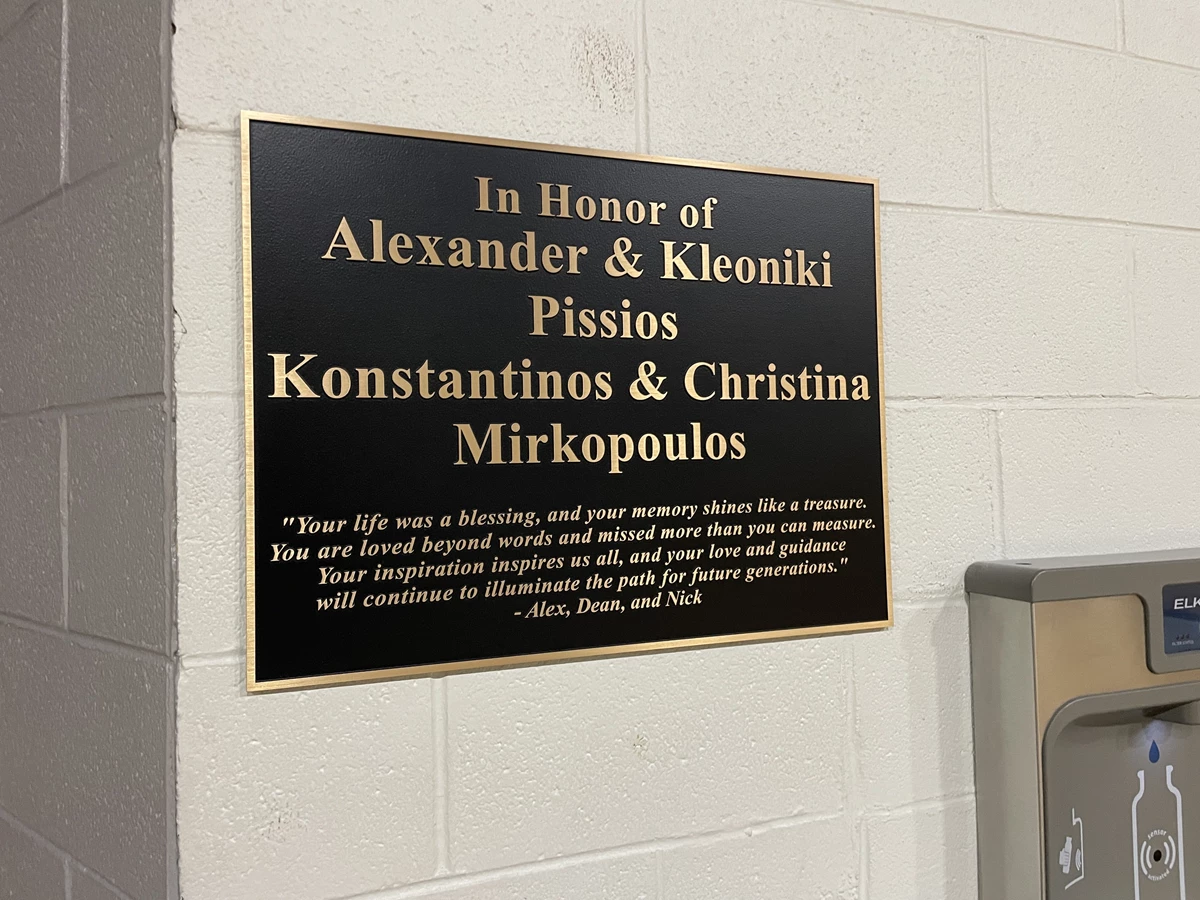 In Honor of
Alexander & Kleoniki
Pissios
Konstantinos & Christina
Mirkopoulos
"Your life was a blessing, and your memory shines like a treasure.
You are loved beyond words and missed more than you can measure.
Your inspiration inspires us all, and your love and guidance
will continue to illuminate the path for future generations."
- Alex, Dean, and Nick
ELK
sensor
activated